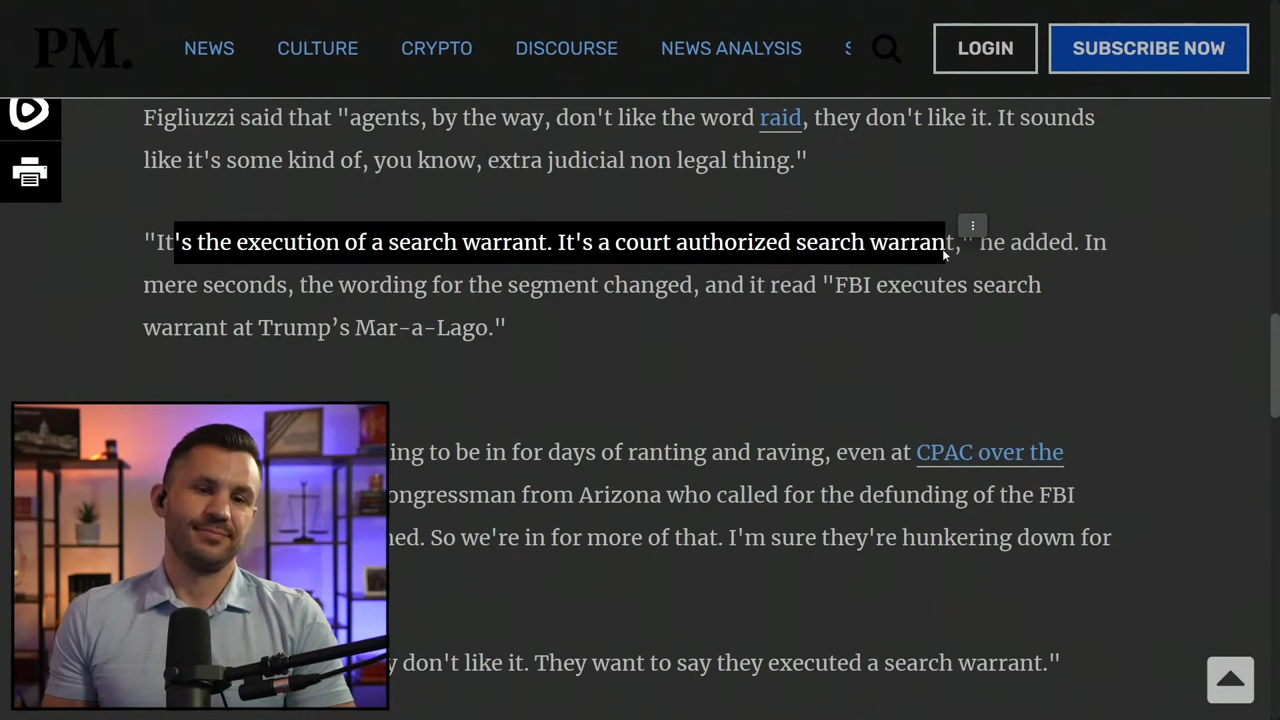 PM.
NEWS
CULTURE
CRYPTO
DISCOURSE
NEWS ANALYSIS
LOGIN
SUBSCRIBE NOW
Figliuzzi said that "agents, by the way, don't like the word raid, they don't like it. It sounds
like it's some kind of, you know, extra judicial non legal thing."
"It's the execution of a search warrant. It's a court authorized search warrant," he added. In
mere seconds, the wording for the segment changed, and it read "FBI executes search
warrant at Trump’s Mar-a-Lago."
ing to be in for days of ranting and raving, even at CPAC over the
ongressman from Arizona who called for the defunding of the FBI
ned. So we're in for more of that. I'm sure they're hunkering down for
y don't like it. They want to say they executed a search warrant."